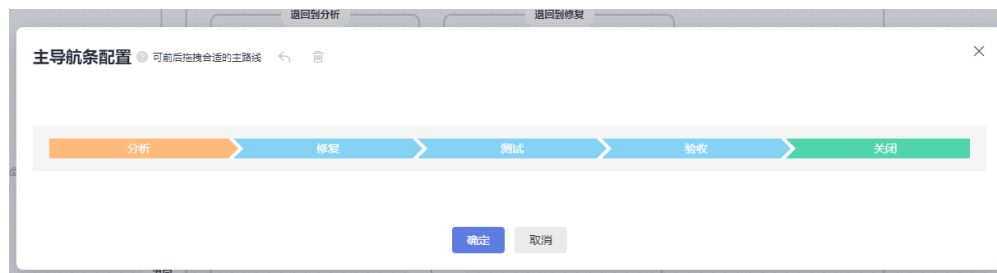 退回到分析 退回到修复
主导航条配置 可前后拖拽合适的主路线
分析 修复 测试 验收 关闭
确定 取消
退回